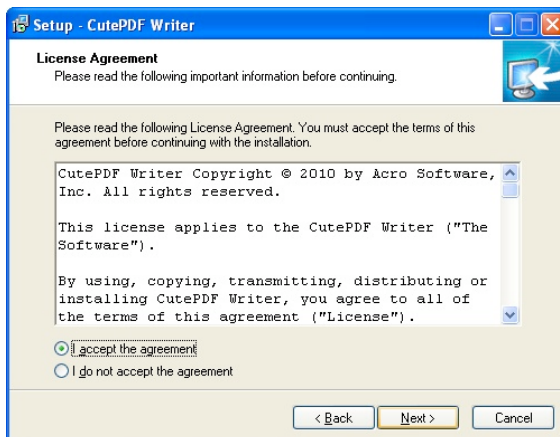 Setup - CutePDF Writer
License Agreement
Please read the following important information before continuing.
Please read the following License Agreement. You must accept the terms of this
agreement before continuing with the installation.
CutePDF Writer Copyright © 2010 by Acro Software,
Inc. All rights reserved.
This license applies to the CutePDF Writer ("The
Software").
By using, copying, transmitting, distributing or
installing CutePDF Writer, you agree to all of
the terms of this agreement ("License").
I accept the agreement
I do not accept the agreement
< Back
Next >
Cancel